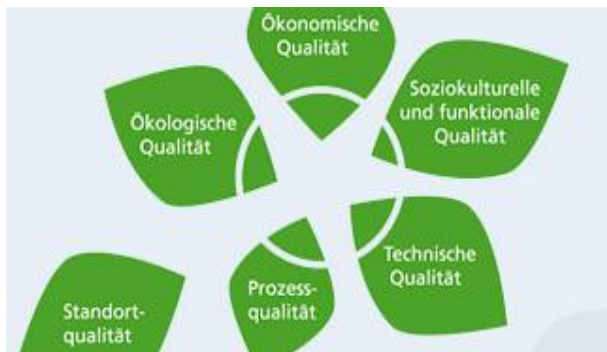 Ökonomische
Qualität
Soziokulturelle
und funktionale
Qualität
Ökologische
Qualität
Technische
Qualität
Prozess-
qualität
Standort-
qualität